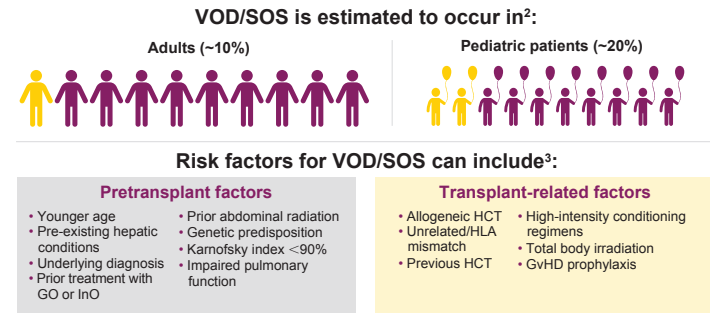 VOD/SOS is estimated to occur in²:
Adults (~10%)
Pediatric patients (~20%)
Risk factors for VOD/SOS can include³:
Pretransplant factors
• Younger age
• Pre-existing hepatic
conditions
• Underlying diagnosis
• Prior treatment with
GO or InO
• Prior abdominal radiation
• Genetic predisposition
• Karnofsky index <90%
• Impaired pulmonary
function
Transplant-related factors
• Allogeneic HCT
• Unrelated/HLA
mismatch
• Previous HCT
• High-intensity conditioning
regimens
• Total body irradiation
• GvHD prophylaxis